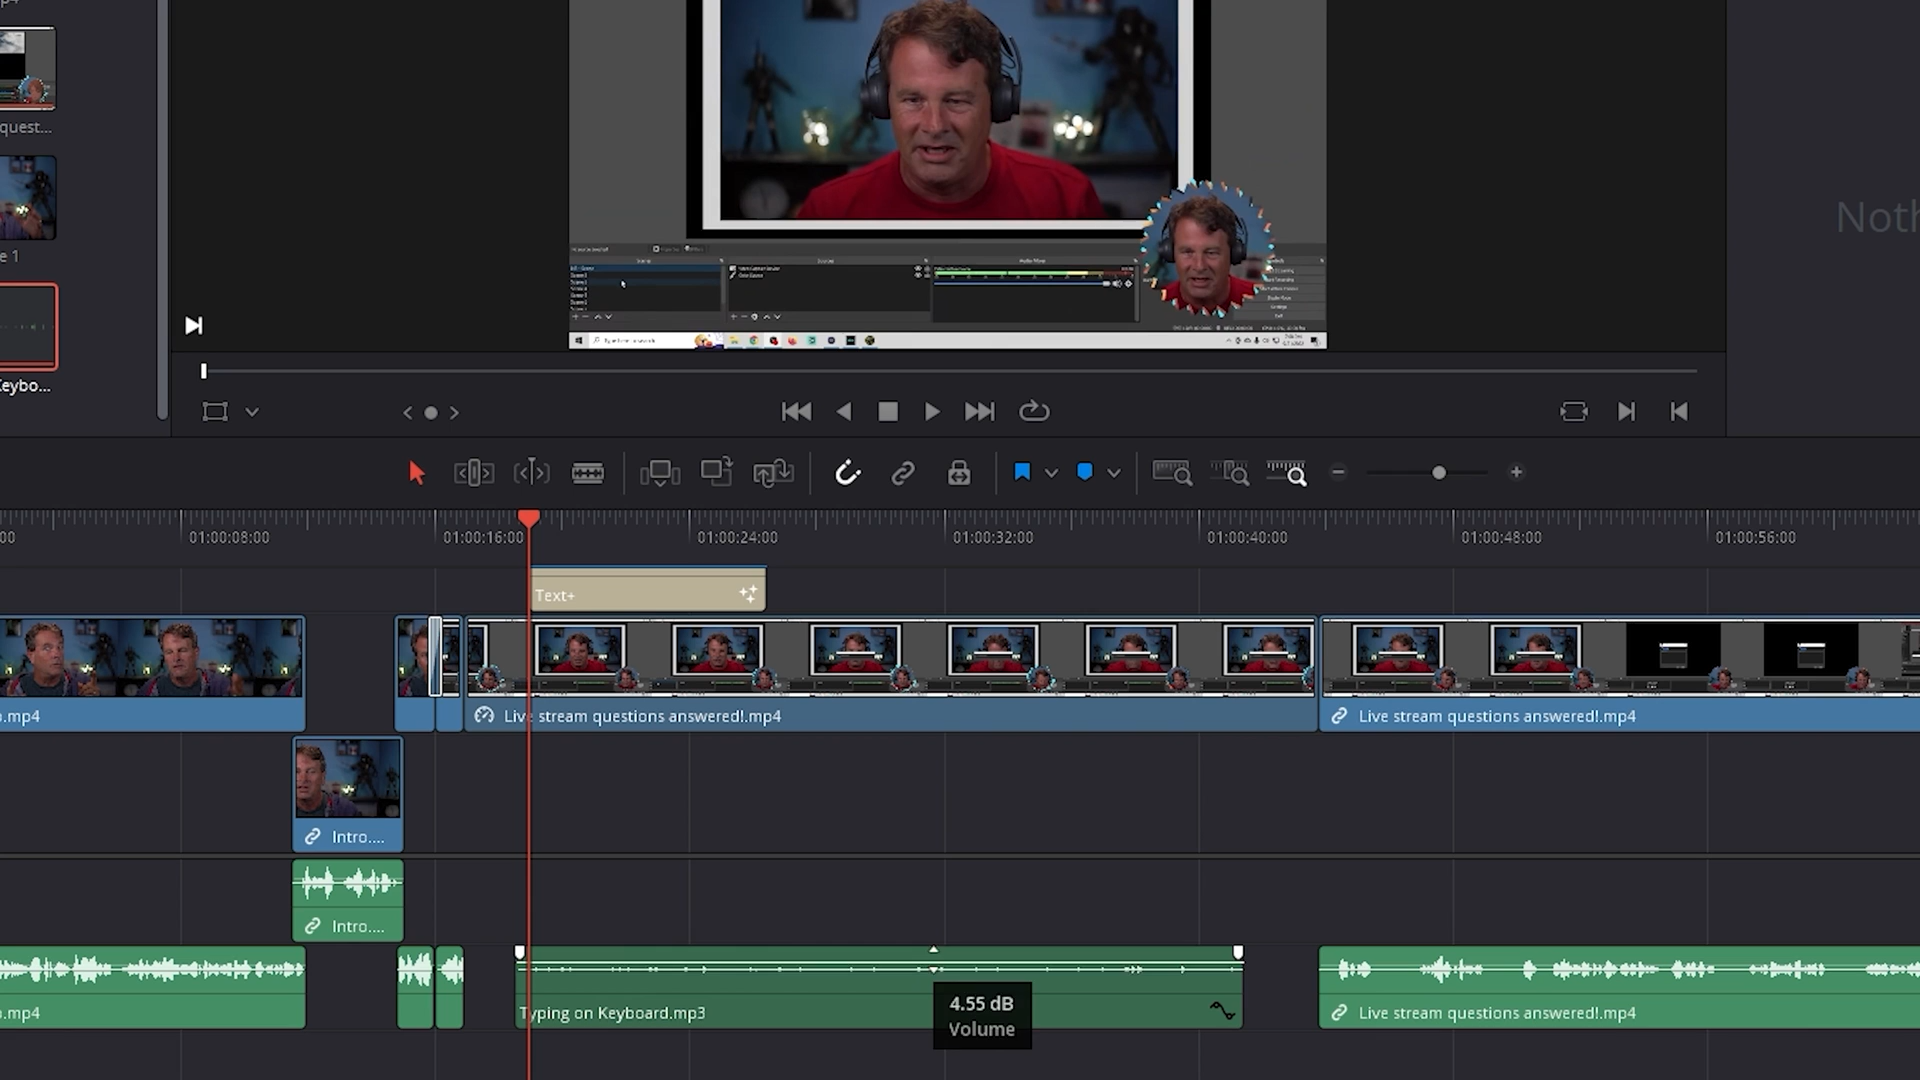 quest...
e 1
Keybo...
Noth
01:00:08:00
01:00:16:00
01:00:24:00
01:00:32:00
01:00:40:00
01:00:48:00
01:00:56:00
Text+
.mp4
Live stream questions answered!.mp4
Live stream questions answered!.mp4
Intro....
Intro....
.mp4
Typing on Keyboard.mp3
4.55 dB
Volume
Live stream questions answered!.mp4